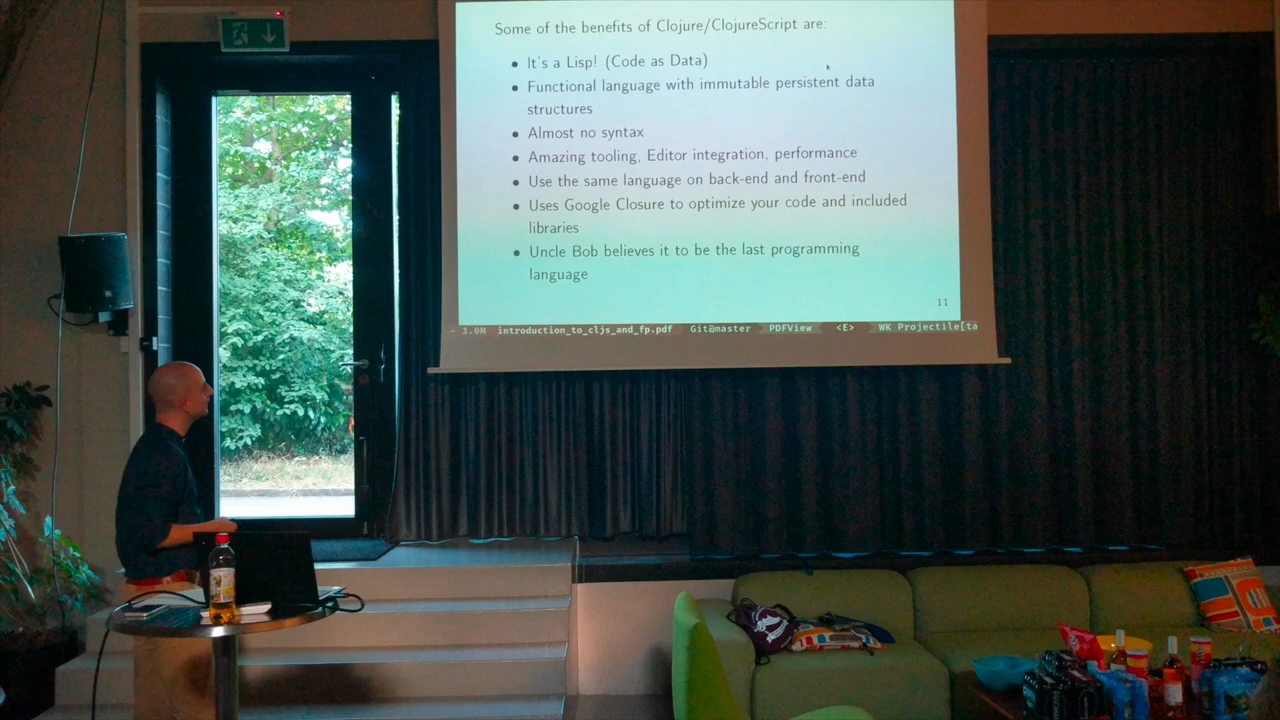 Some of the benefits of Clojure/ClojureScript are:
• It's a Lisp! (Code as Data)
• Functional language with immutable persistent data
structures
• Almost no syntax
• Amazing tooling, Editor integration, performance
• Use the same language on back-end and front-end
• Uses Google Closure to optimize your code and included
libraries
• Uncle Bob believes it to be the last programming
language
11
- 3.0M introduction_to_cljs_and_fp.pdf Git@master PDFView <E> WK Projectile[ta